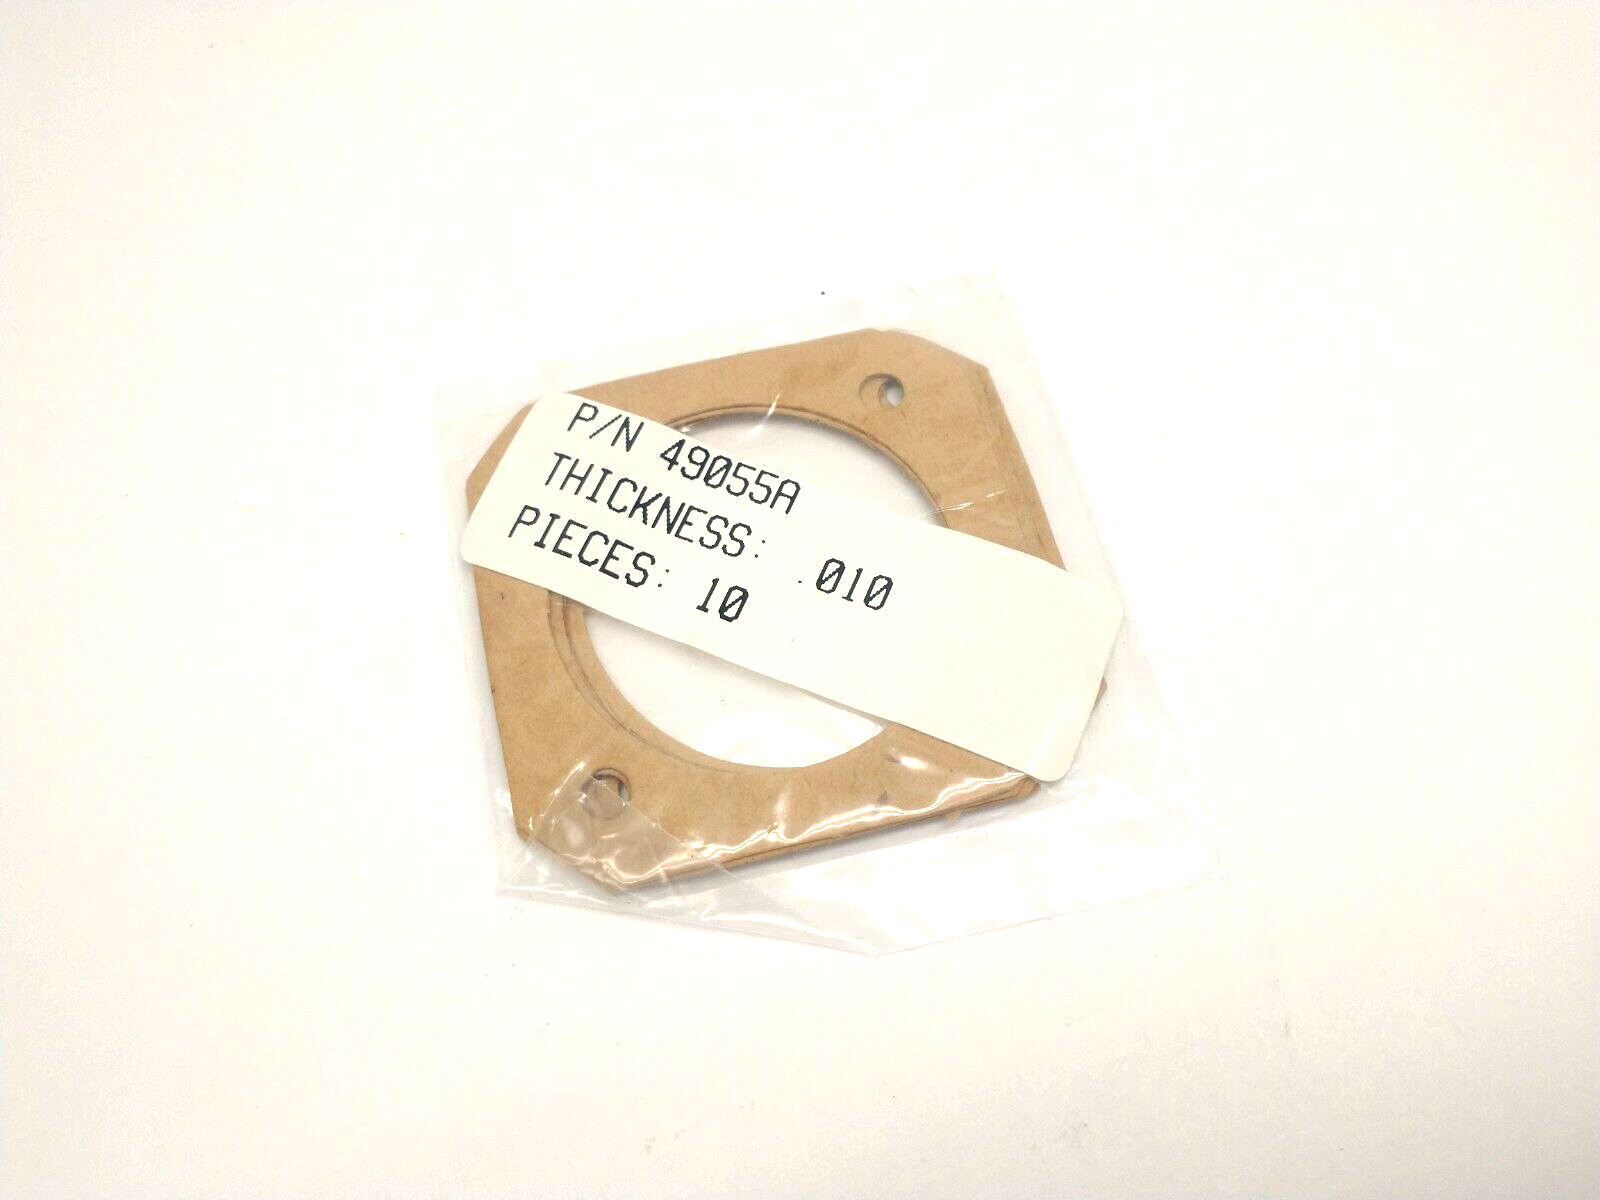 P/N 49055A
THICKNESS: .010
PIECES: 10